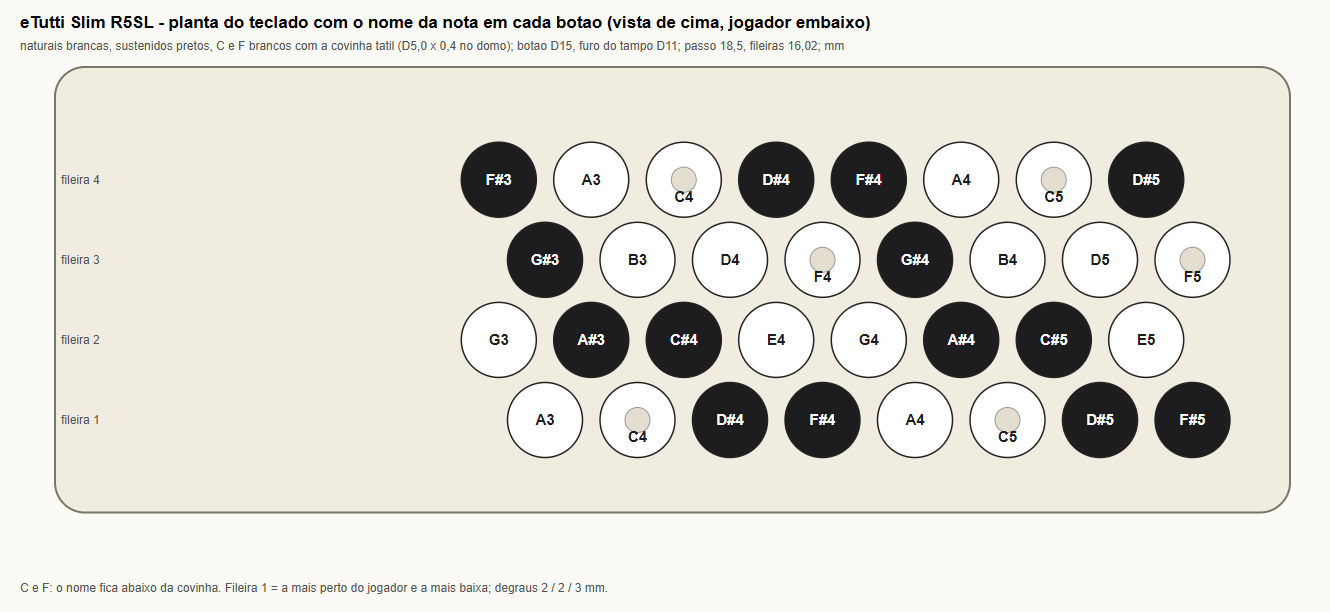 eTutti Slim R5SL - planta do teclado com o nome da nota em cada botao (vista de cima, jogador embaixo)
naturais brancas, sustenidos pretos, C e F brancos com a covinha tatil (D5,0 x 0,4 no domo); botao D15, furo do tampo D11; passo 18,5, fileiras 16,02; mm
fileira 4 F#3 A3 C4 D#4 F#4 A4 C5 D#5
fileira 3 G#3 B3 D4 F4 G#4 B4 D5 F5
fileira 2 G3 A#3 C#4 E4 G4 A#4 C#5 E5
fileira 1 A3 C4 D#4 F#4 A4 C5 D#5 F#5
C e F: o nome fica abaixo da covinha. Fileira 1 = a mais perto do jogador e a mais baixa; degraus 2 / 2 / 3 mm.